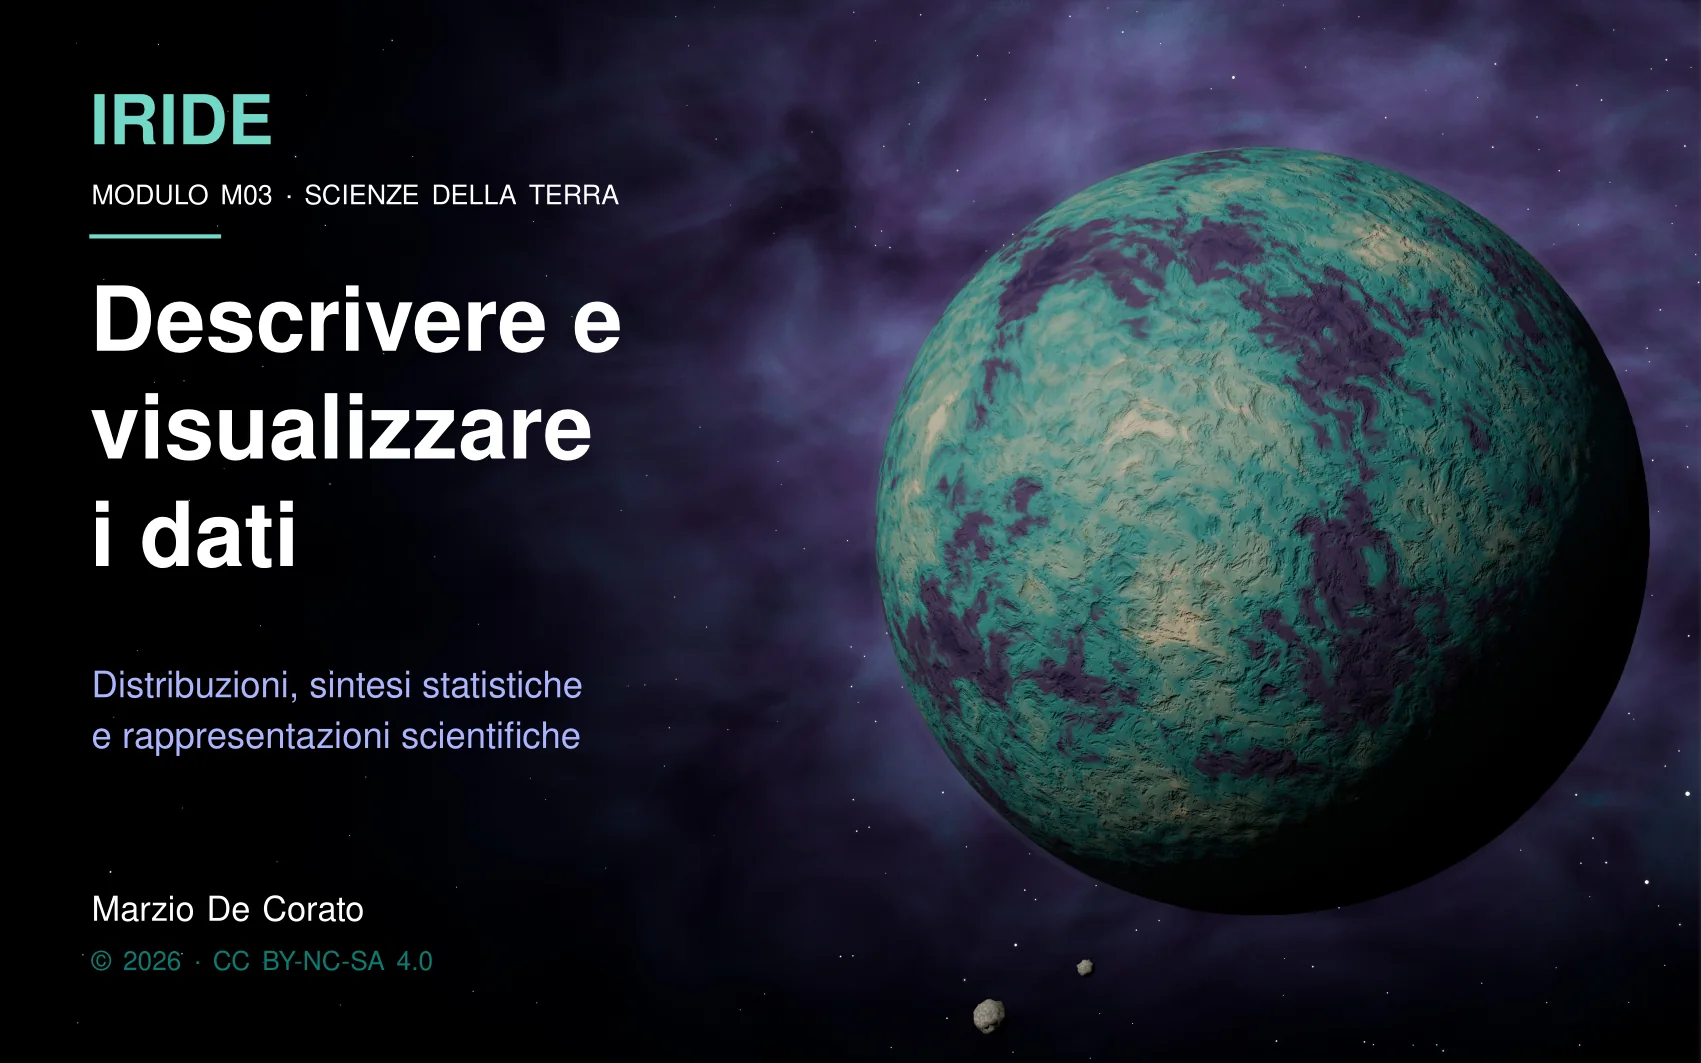 IRIDE
MODULO M03 · SCIENZE DELLA TERRA
Descrivere e
visualizzare
i dati
Distribuzioni, sintesi statistiche
e rappresentazioni scientifiche
Marzio De Corato
© 2026 · CC BY-NC-SA 4.0